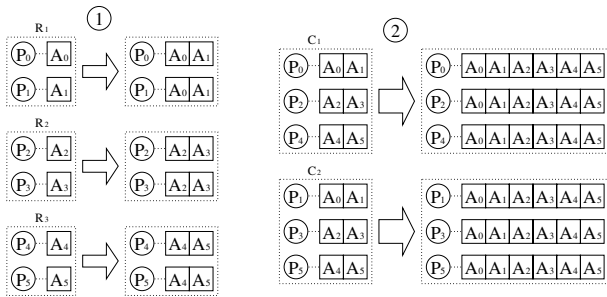 1
R1
P0 A0 P0 A0 A1
P1 A1 P1 A0 A1
R2
P2 A2 P2 A2 A3
P3 A3 P3 A2 A3
R3
P4 A4 P4 A4 A5
P5 A5 P5 A4 A5
2
C1
P0 A0 A1 P0 A0 A1 A2 A3 A4 A5
P2 A2 A3 P2 A0 A1 A2 A3 A4 A5
P4 A4 A5 P4 A0 A1 A2 A3 A4 A5
C2
P1 A0 A1 P1 A0 A1 A2 A3 A4 A5
P3 A2 A3 P3 A0 A1 A2 A3 A4 A5
P5 A4 A5 P5 A0 A1 A2 A3 A4 A5